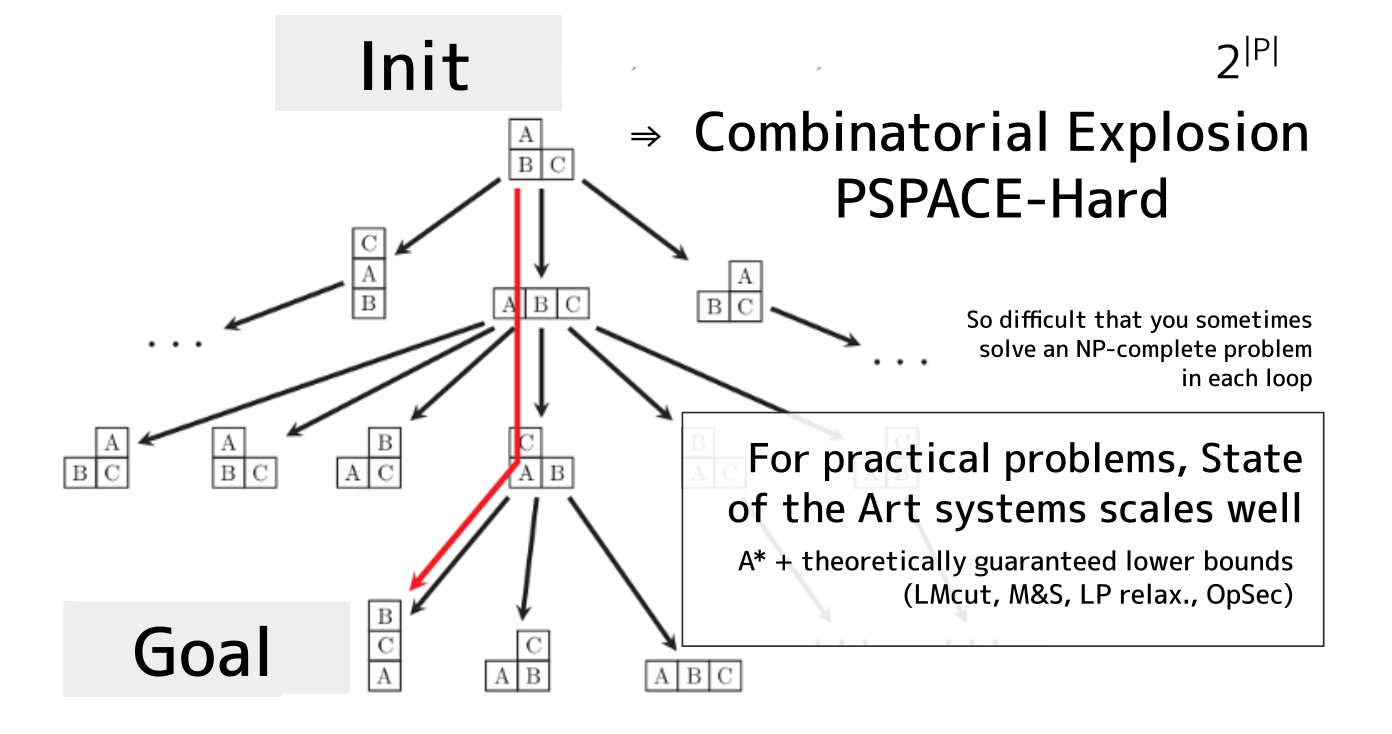 Init
2|P|
⇒ Combinatorial Explosion
PSPACE-Hard
A
B C
C
A
B
A B C
A
B C
. . .
. . .
So difficult that you sometimes
solve an NP-complete problem
in each loop
A
B C
A
B C
B
A C
C
A B
B
A C
C
A B
For practical problems, State
of the Art systems scales well
A* + theoretically guaranteed lower bounds
(LMcut, M&S, LP relax., OpSec)
. . .
. . .
Goal
B
C
A
C
A B
A B C